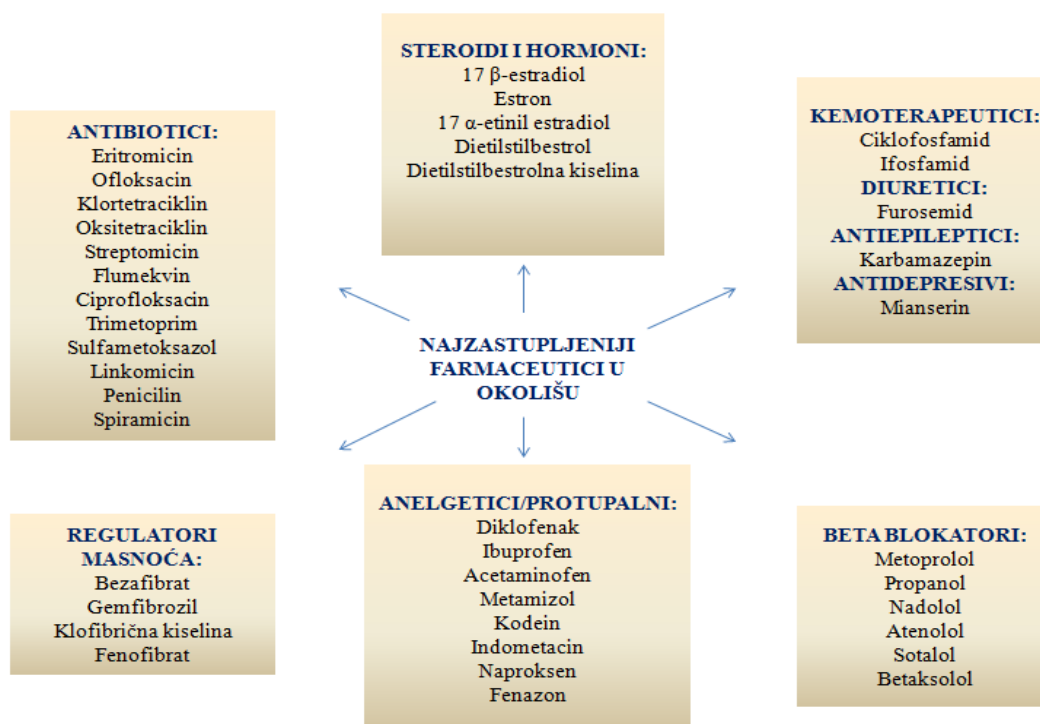 STEROIDI I HORMONI:
17 β-estradiol
Estron
17 α-etinil estradiol
Dietilstilbestrol
Dietilstilbestrolna kiselina
ANTIBIOTICI:
Eritromicin
Ofloksacin
Klortetraciklin
Oksitetraciklin
Streptomicin
Flumekvin
Ciprofloksacin
Trimetoprim
Sulfametoksazol
Linkomicin
Penicilin
Spiramicin
KEMOTERAPEUTICI:
Ciklofosfamid
Ifosfamid
DIURETICI:
Furosemid
ANTIEPILEPTICI:
Karbamazepin
ANTIDEPRESIVI:
Mianserin
NAJZASTUPLJENIJI
FARMACEUTICI U
OKOLIŠU
REGULATORI
MASNOĆA:
Bezafibrat
Gemfibrozil
Klofibrična kiselina
Fenofibrat
ANELGETICI/PROTUPALNI:
Diklofenak
Ibuprofen
Acetaminofen
Metamizol
Kodein
Indometacin
Naproksen
Fenazon
BETA BLOKATORI:
Metoprolol
Propanol
Nadolol
Atenolol
Sotalol
Betaksolol